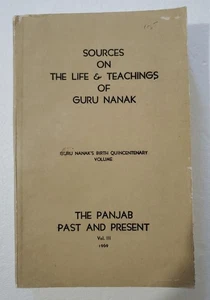 SOURCES
ON
THE LIFE & TEACHINGS
OF
GURU NANAK
GURU NANAK'S BIRTH QUINCENTENARY
VOLUME
THE PANJAB
PAST AND PRESENT
Vol. III
1969